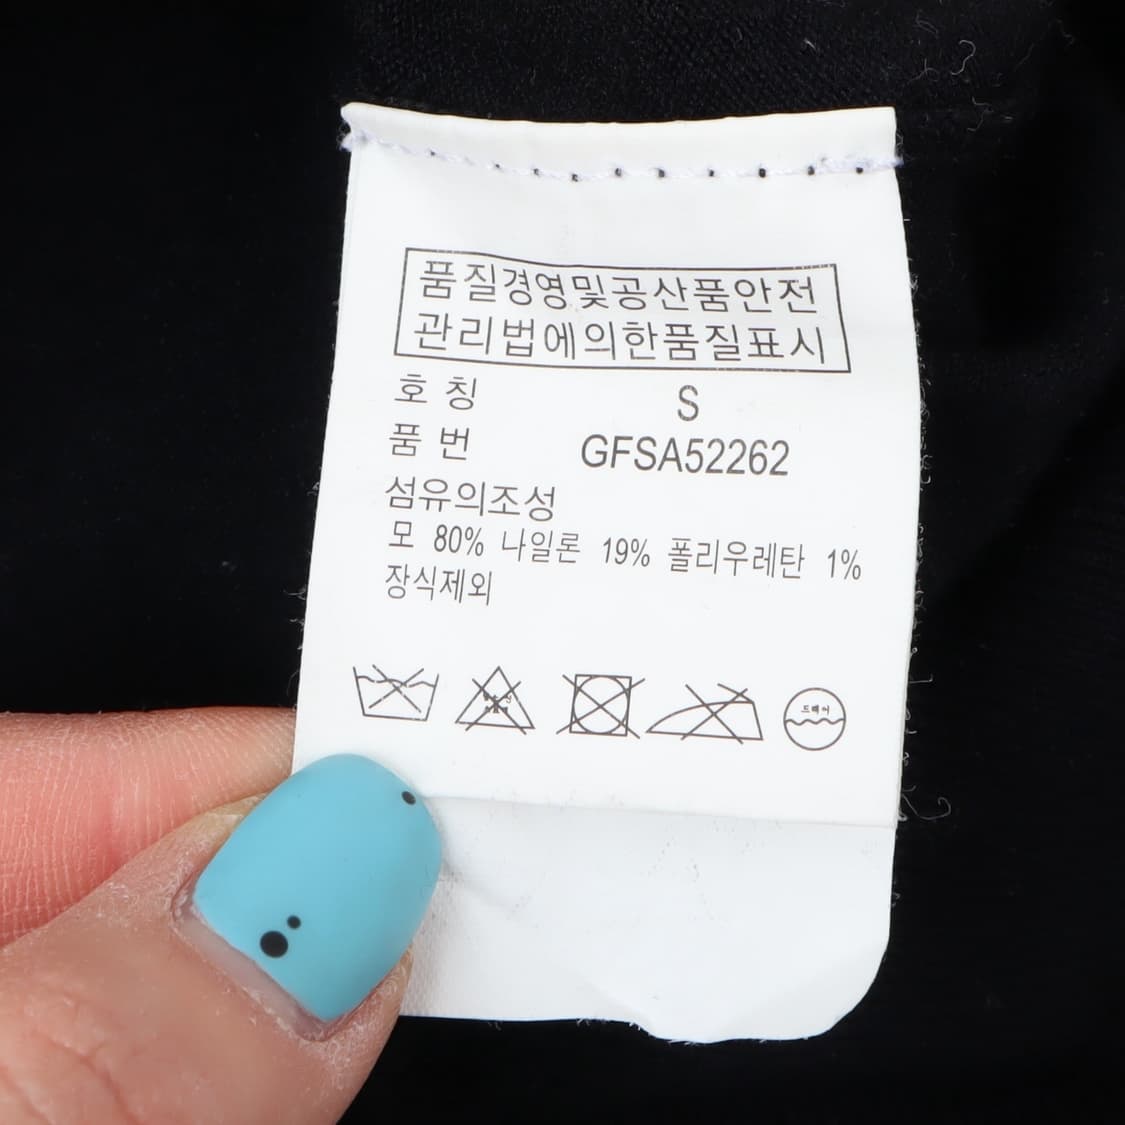 품질경영및공산품안전
관리법에의한품질표시
호 칭 S
품 번 GFSA52262
섬유의조성
모 80% 나일론 19% 폴리우레탄 1%
장식제외
드라이